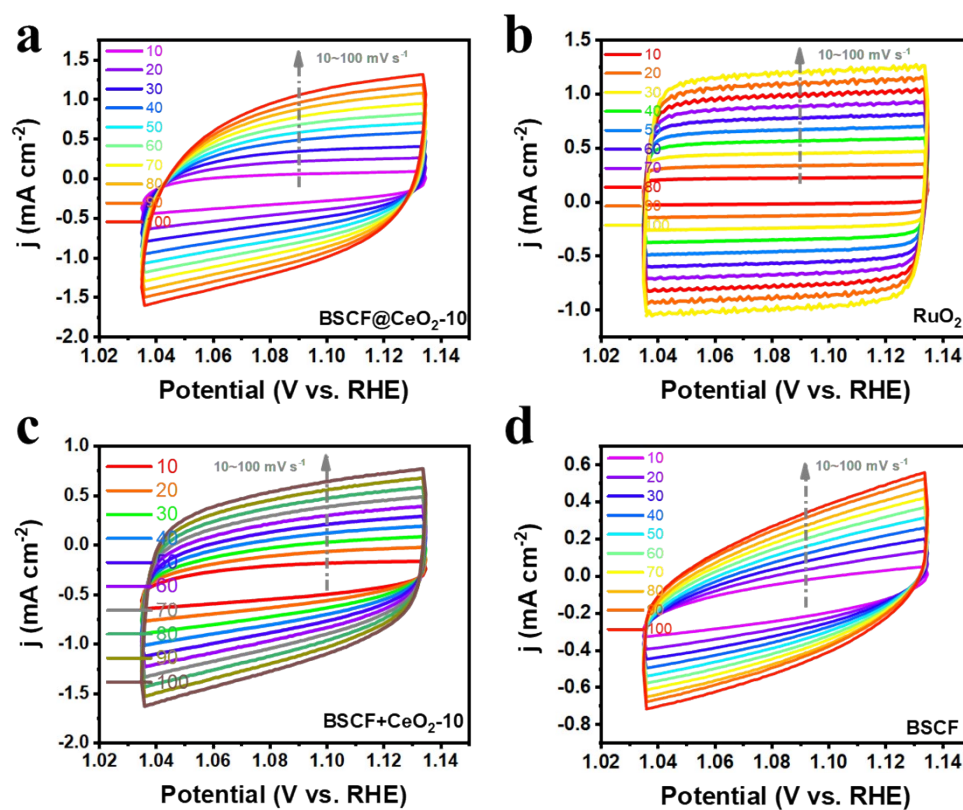 a
10
20
30
40
50
60
70
80
90
100
10~100 mV s⁻¹
1.5
1.0
0.5
0.0
-0.5
-1.0
-1.5
-2.0
j (mA cm⁻²)
BSCF@CeO₂-10
1.02 1.04 1.06 1.08 1.10 1.12 1.14
Potential (V vs. RHE)
b
10
20
30
40
50
60
70
80
90
100
10~100 mV s⁻¹
1.5
1.0
0.5
0.0
-0.5
-1.0
j (mA cm⁻²)
RuO₂
1.02 1.04 1.06 1.08 1.10 1.12 1.14
Potential (V vs. RHE)
c
10
20
30
40
50
60
70
80
90
100
10~100 mV s⁻¹
1.0
0.5
0.0
-0.5
-1.0
-1.5
-2.0
j (mA cm⁻²)
BSCF+CeO₂-10
1.02 1.04 1.06 1.08 1.10 1.12 1.14
Potential (V vs. RHE)
d
10
20
30
40
50
60
70
80
90
100
10~100 mV s⁻¹
0.6
0.4
0.2
0.0
-0.2
-0.4
-0.6
-0.8
j (mA cm⁻²)
BSCF
1.02 1.04 1.06 1.08 1.10 1.12 1.14
Potential (V vs. RHE)